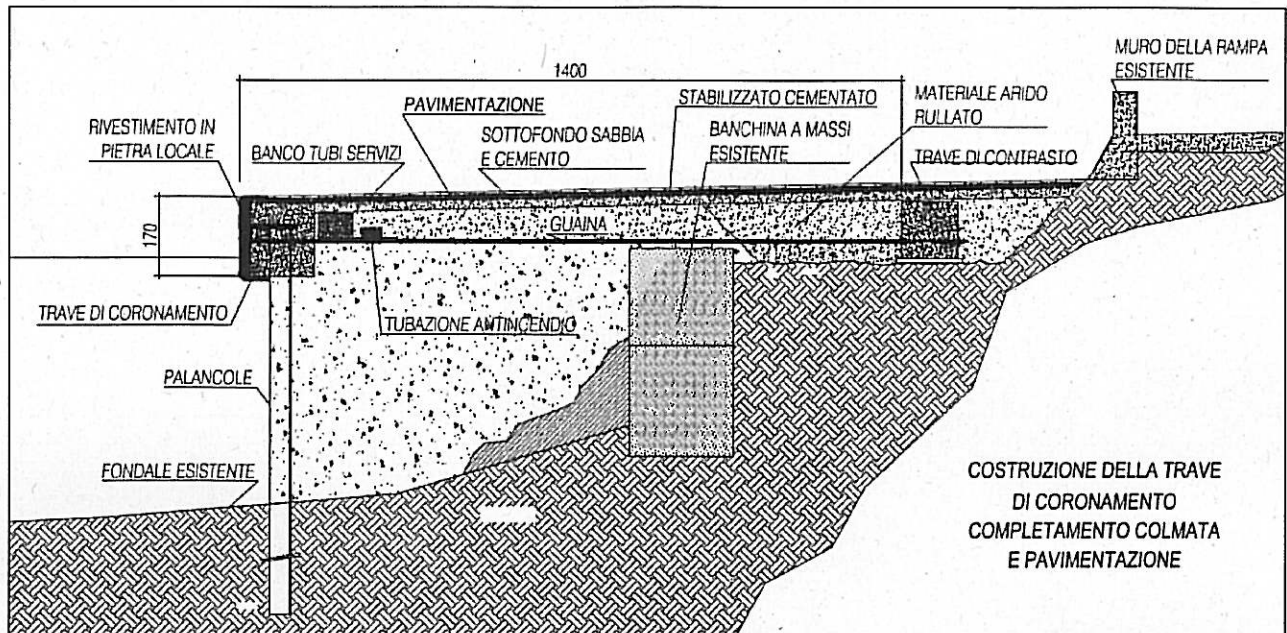 MURO DELLA RAMPA
ESISTENTE
1400
PAVIMENTAZIONE
STABILIZZATO CEMENTATO
MATERIALE ARIDO
RULLATO
RIVESTIMENTO IN
PIETRA LOCALE
BANCO TUBI SERVIZI
SOTTOFONDO SABBIA
E CEMENTO
BANCHINA A MASSI
ESISTENTE
TRAVE DI CONTRASTO
170
GUAINA
TRAVE DI CORONAMENTO
TUBAZIONE ANTINCENDIO
PALANCOLE
FONDALE ESISTENTE
COSTRUZIONE DELLA TRAVE
DI CORONAMENTO
COMPLETAMENTO COLMATA
E PAVIMENTAZIONE